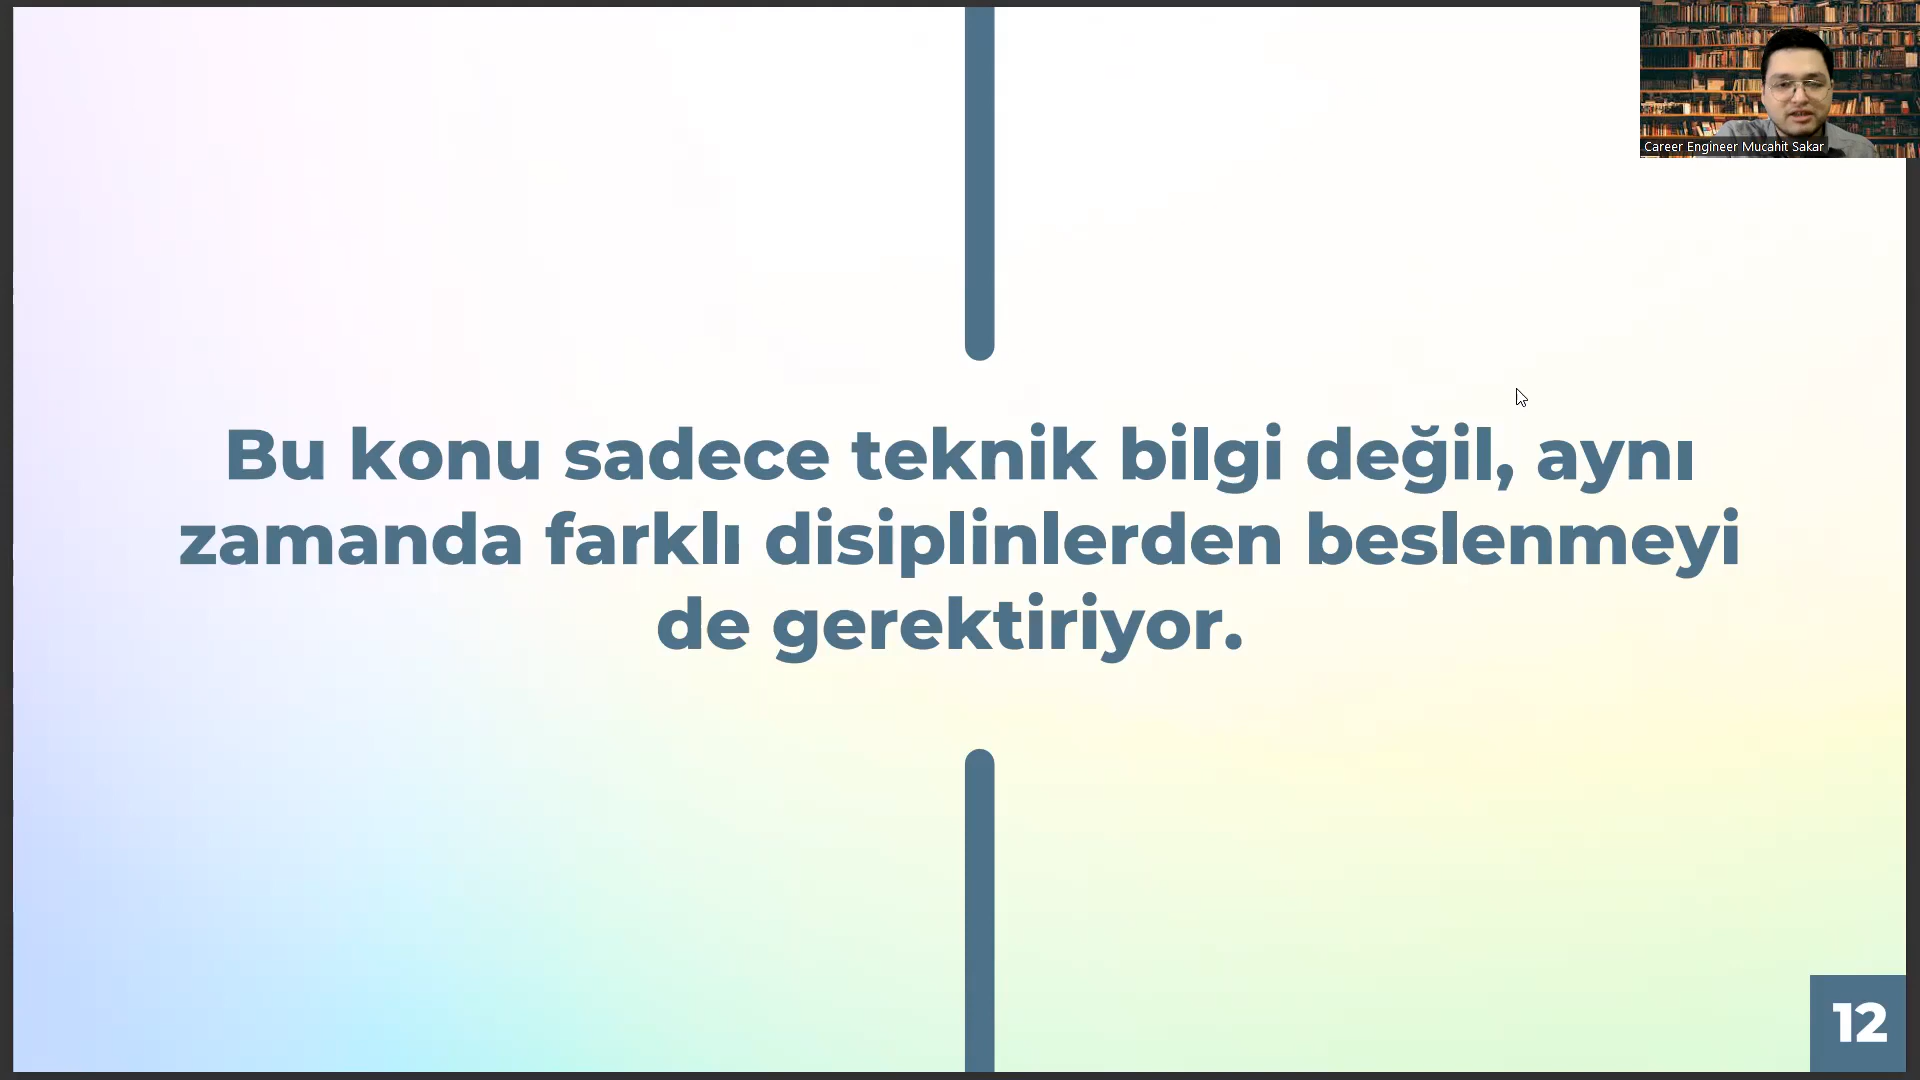 Career Engineer Mucahit Sakar
Bu konu sadece teknik bilgi değil, aynı
zamanda farklı disiplinlerden beslenmeyi
de gerektiriyor.
12